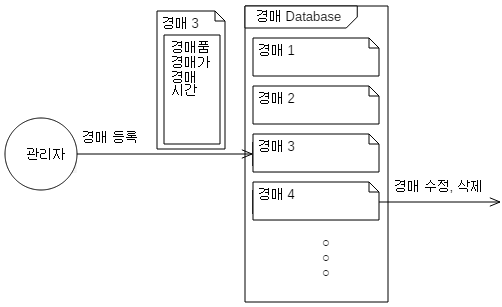 경매 3
경매품
경매가
경매
시간
경매 Database
경매 1
경매 2
경매 3
경매 4
경매 등록
관리자
경매 수정, 삭제